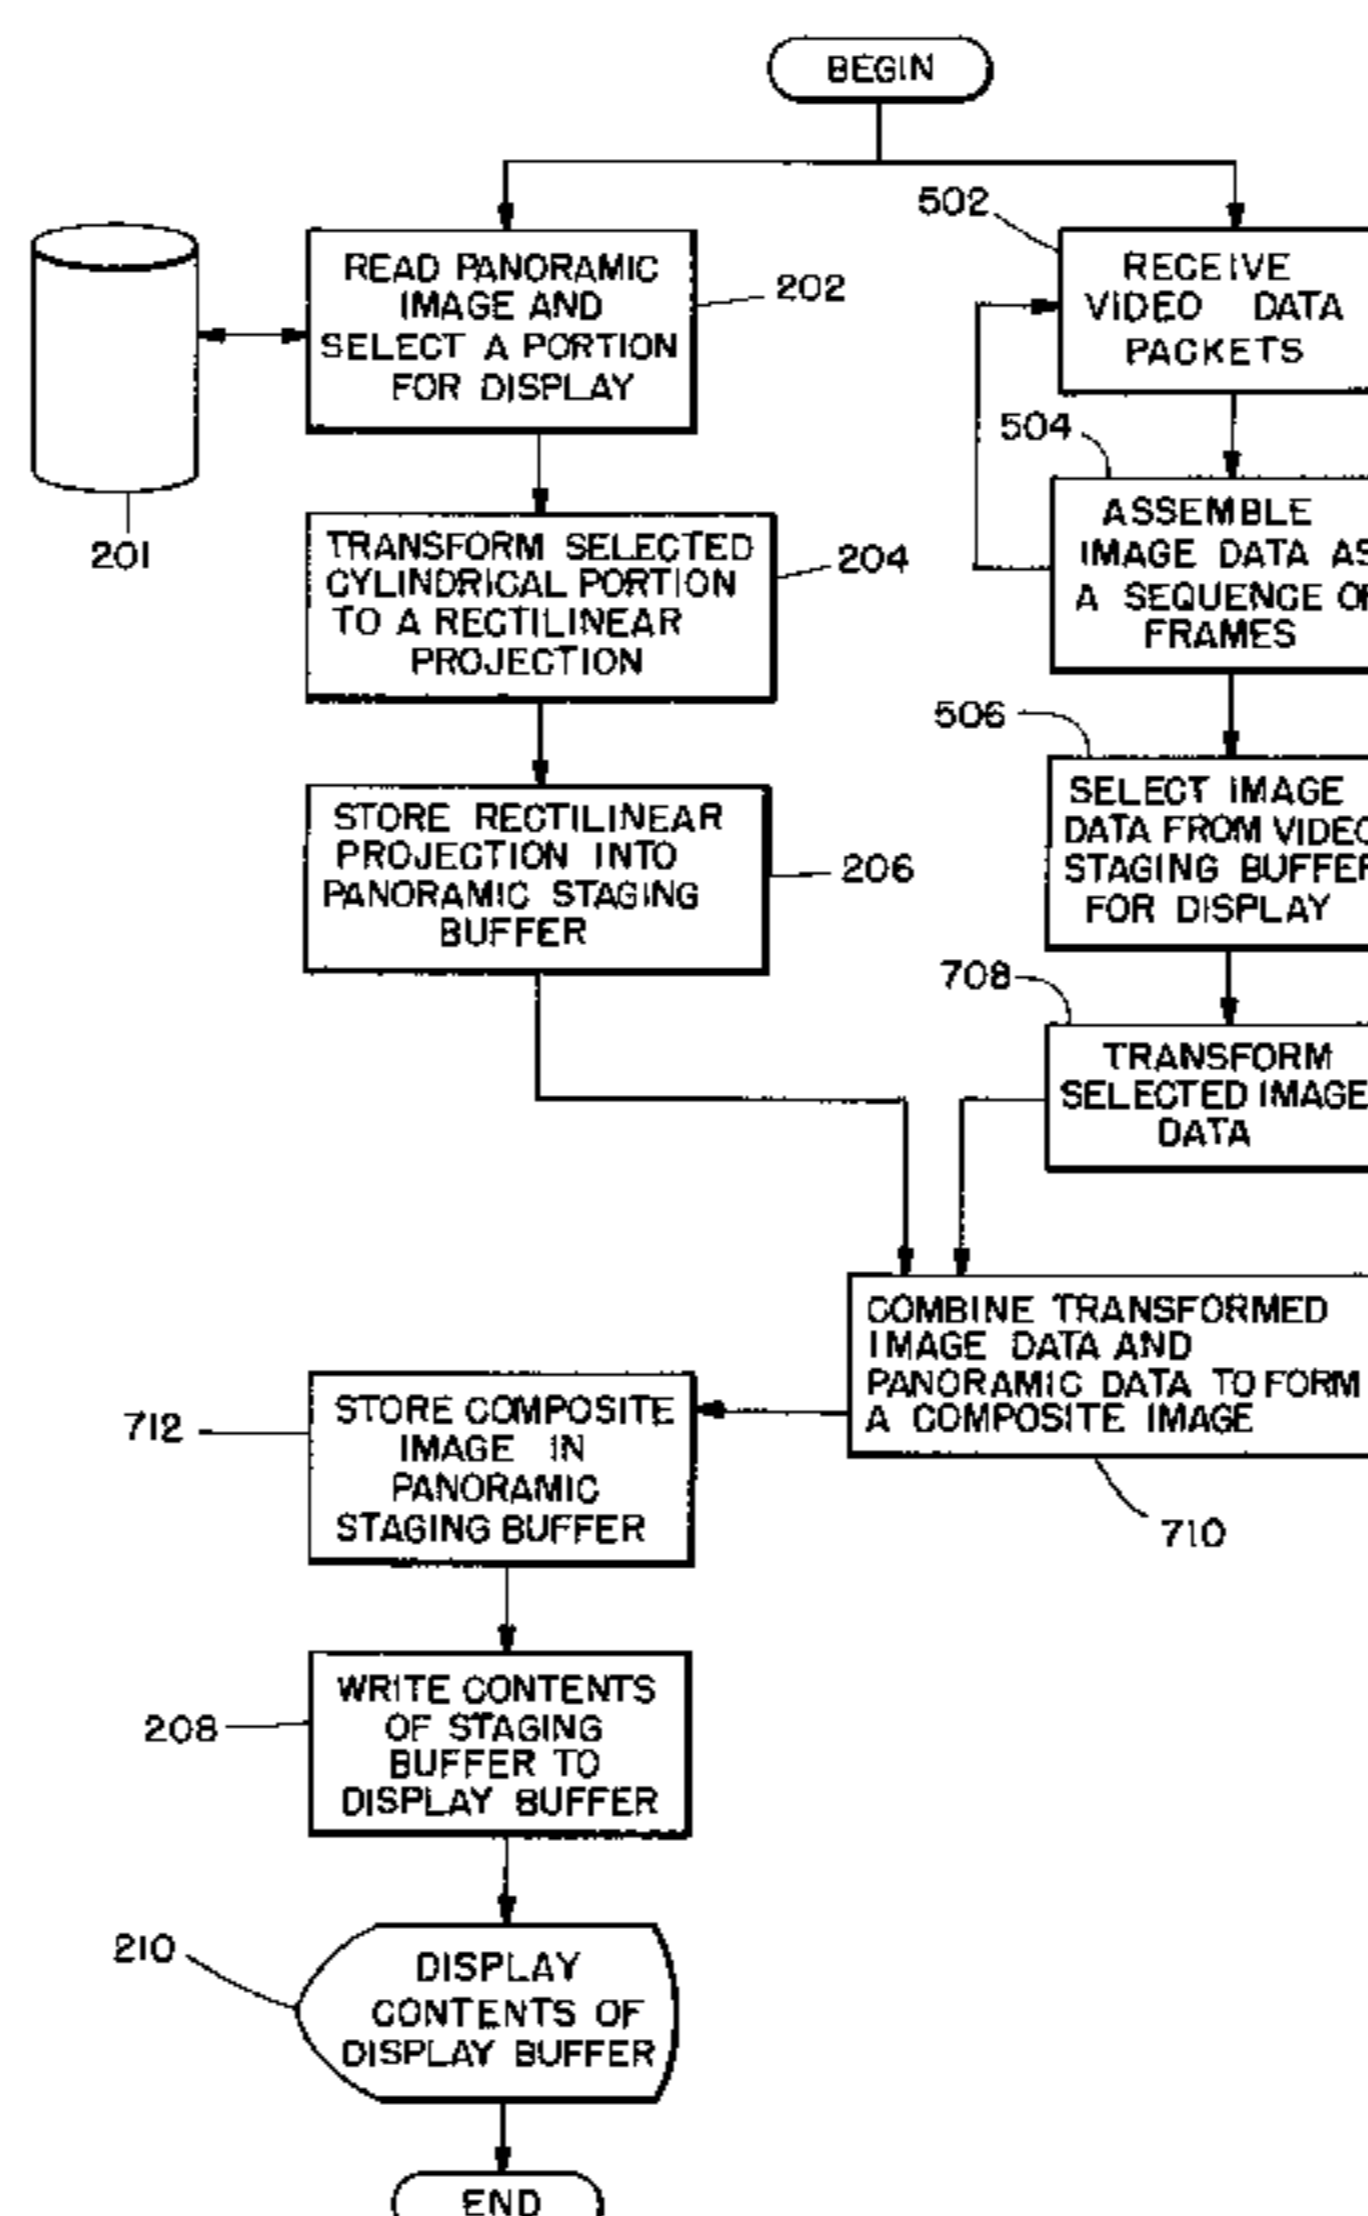 BEGIN
502
READ PANORAMIC
IMAGE AND
SELECT A PORTION
FOR DISPLAY
202
RECEIVE
VIDEO DATA
PACKETS
201
504
TRANSFORM SELECTED
CYLINDRICAL PORTION
TO A RECTILINEAR
PROJECTION
204
ASSEMBLE
IMAGE DATA AS
A SEQUENCE OF
FRAMES
506
STORE RECTILINEAR
PROJECTION INTO
PANORAMIC STAGING
BUFFER
206
SELECT IMAGE
DATA FROM VIDEO
STAGING BUFFER
FOR DISPLAY
708
TRANSFORM
SELECTED IMAGE
DATA
COMBINE TRANSFORMED
IMAGE DATA AND
PANORAMIC DATA TO FORM
A COMPOSITE IMAGE
710
712
STORE COMPOSITE
IMAGE IN
PANORAMIC
STAGING BUFFER
208
WRITE CONTENTS
OF STAGING
BUFFER TO
DISPLAY BUFFER
210
DISPLAY
CONTENTS OF
DISPLAY BUFFER
END